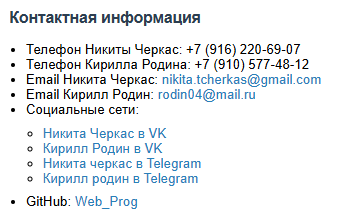 Контактная информация
Телефон Никиты Черкас: +7 (916) 220-69-07
Телефон Кирилла Родина: +7 (910) 577-48-12
Email Никита Черкас: nikita.tcherkas@gmail.com
Email Кирилл Родин: rodin04@mail.ru
Социальные сети:
Никита Черкас в VK
Кирилл Родин в VK
Никита черкас в Telegram
Кирилл родин в Telegram
GitHub: Web_Prog